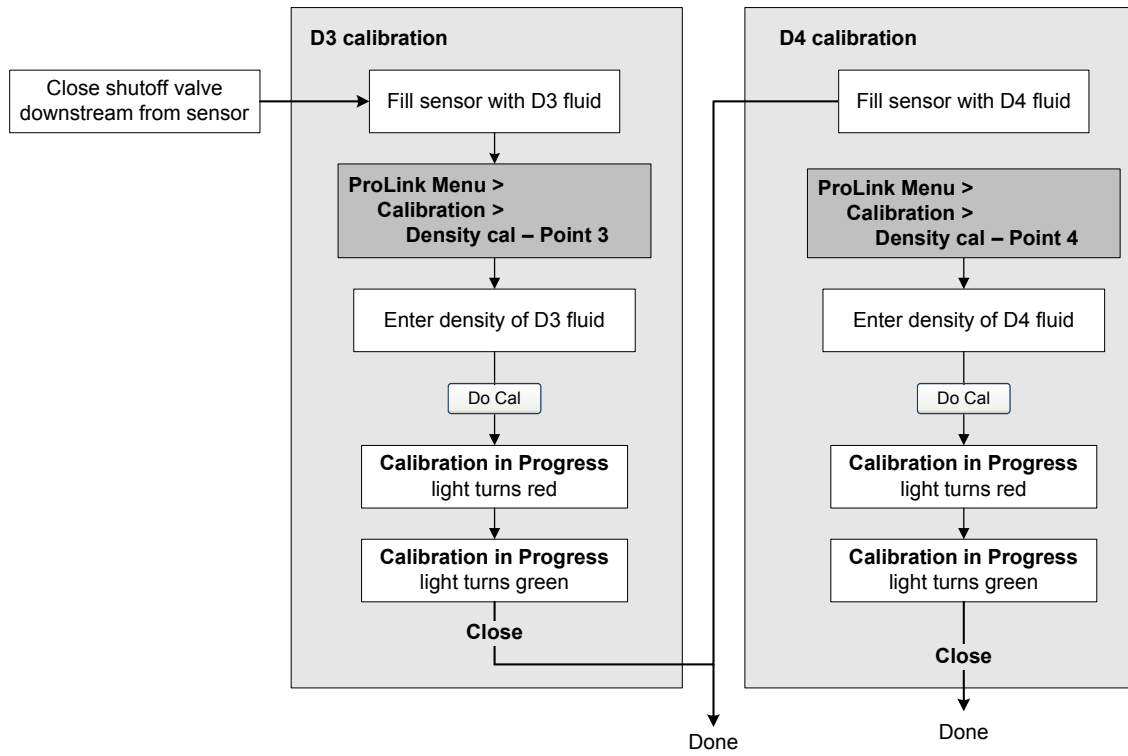 Close shutoff valve
downstream from sensor
D3 calibration
Fill sensor with D3 fluid
ProLink Menu >
Calibration >
Density cal – Point 3
Enter density of D3 fluid
Do Cal
Calibration in Progress
light turns red
Calibration in Progress
light turns green
Close
Done
D4 calibration
Fill sensor with D4 fluid
ProLink Menu >
Calibration >
Density cal – Point 4
Enter density of D4 fluid
Do Cal
Calibration in Progress
light turns red
Calibration in Progress
light turns green
Close
Done